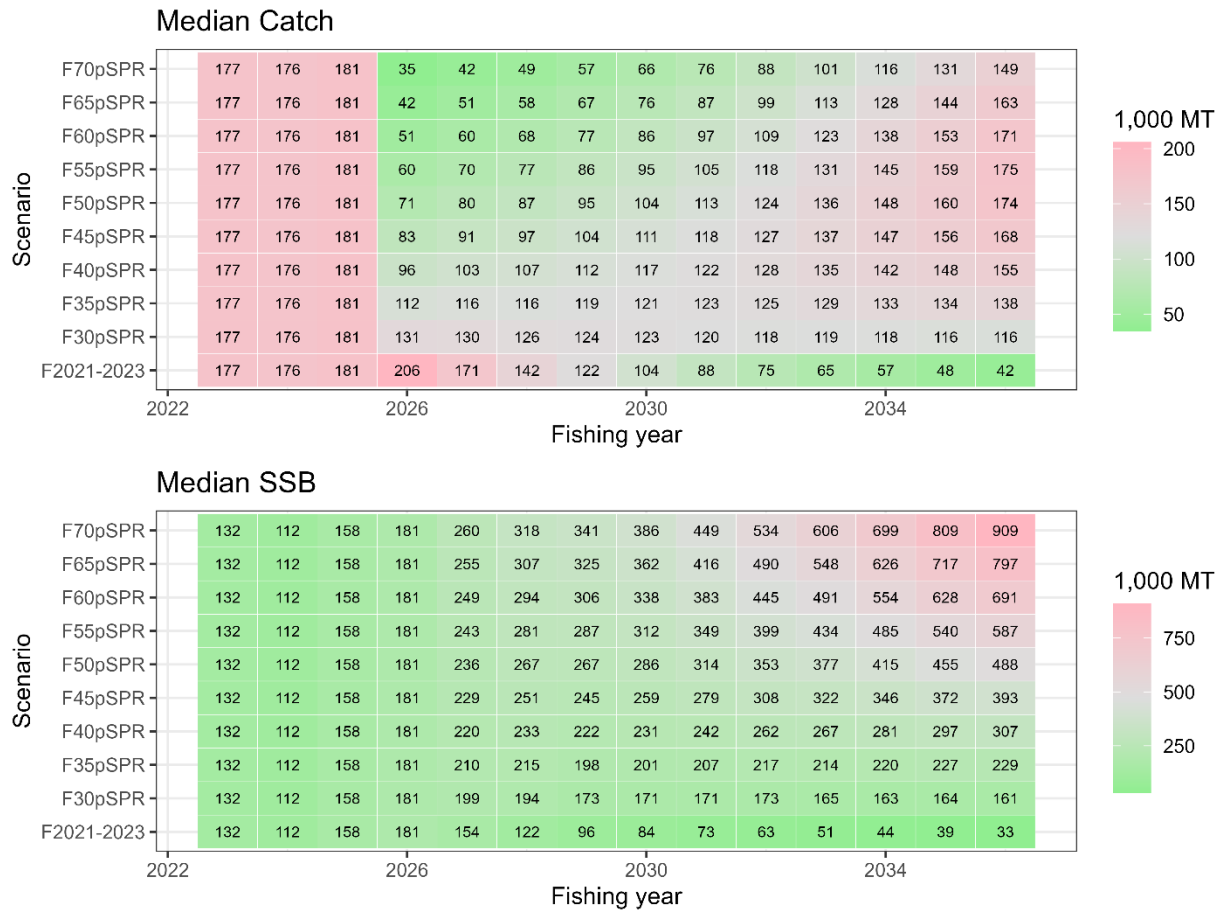 Median Catch
F70pSPR 177 176 181 35 42 49 57 66 76 88 101 116 131 149
F65pSPR 177 176 181 42 51 58 67 76 87 99 113 128 144 163
F60pSPR 177 176 181 51 60 68 77 86 97 109 123 138 153 171
F55pSPR 177 176 181 60 70 77 86 95 105 118 131 145 159 175
F50pSPR 177 176 181 71 80 87 95 104 113 124 136 148 160 174
F45pSPR 177 176 181 83 91 97 104 111 118 127 137 147 156 168
F40pSPR 177 176 181 96 103 107 112 117 122 128 135 142 148 155
F35pSPR 177 176 181 112 116 116 119 121 123 125 129 133 134 138
F30pSPR 177 176 181 131 130 126 124 123 120 118 119 118 116 116
F2021-2023 177 176 181 206 171 142 122 104 88 75 65 57 48 42
Scenario
2022 2026 2030 2034
Fishing year
1,000 MT
200
150
100
50
Median SSB
F70pSPR 132 112 158 181 260 318 341 386 449 534 606 699 809 909
F65pSPR 132 112 158 181 255 307 325 362 416 490 548 626 717 797
F60pSPR 132 112 158 181 249 294 306 338 383 445 491 554 628 691
F55pSPR 132 112 158 181 243 281 287 312 349 399 434 485 540 587
F50pSPR 132 112 158 181 236 267 267 286 314 353 377 415 455 488
F45pSPR 132 112 158 181 229 251 245 259 279 308 322 346 372 393
F40pSPR 132 112 158 181 220 233 222 231 242 262 267 281 297 307
F35pSPR 132 112 158 181 210 215 198 201 207 217 214 220 227 229
F30pSPR 132 112 158 181 199 194 173 171 171 173 165 163 164 161
F2021-2023 132 112 158 181 154 122 96 84 73 63 51 44 39 33
Scenario
2022 2026 2030 2034
Fishing year
1,000 MT
750
500
250